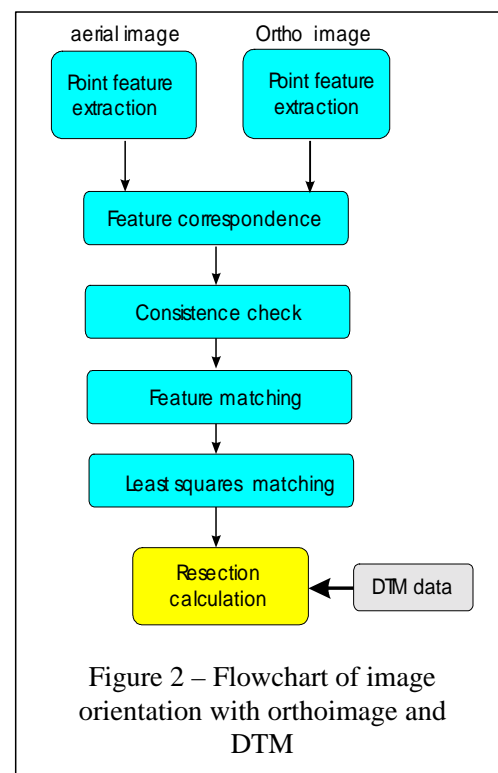 aerial image
Ortho image
Point feature
extraction
Point feature
extraction
Feature correspondence
Consistence check
Feature matching
Least squares matching
Resection
calculation
DTM data
Figure 2 – Flowchart of image
orientation with orthoimage and
DTM